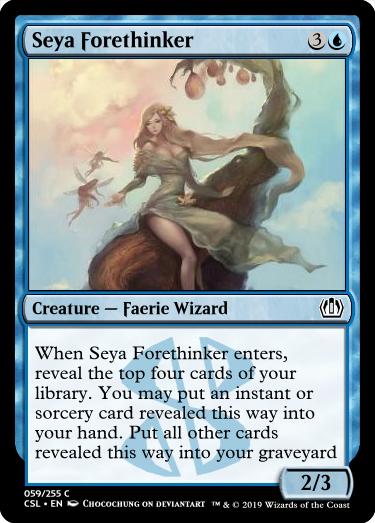 Seya Forethinker 3
Creature — Faerie Wizard
When Seya Forethinker enters,
reveal the top four cards of your
library. You may put an instant or
sorcery card revealed this way into
your hand. Put all other cards
revealed this way into your graveyard
2/3
059/255 C
CSL • EN Chocochung on deviantart ™ & © 2019 Wizards of the Coast